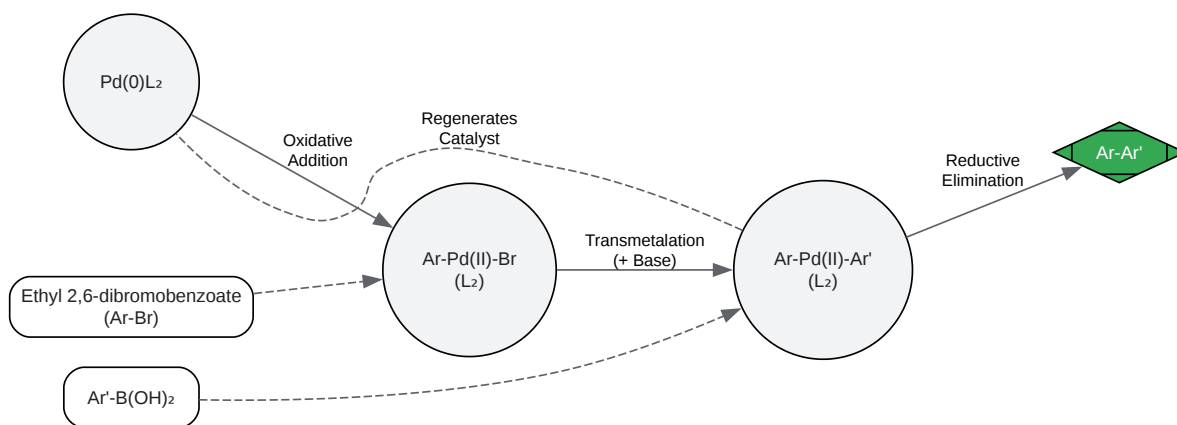 Pd(0)L₂
Oxidative
Addition
Regenerates
Catalyst
Reductive
Elimination
Ar-Ar'
Ar-Pd(II)-Br
(L₂)
Transmetalation
(+ Base)
Ar-Pd(II)-Ar'
(L₂)
Ethyl 2,6-dibromobenzoate
(Ar-Br)
Ar'-B(OH)₂